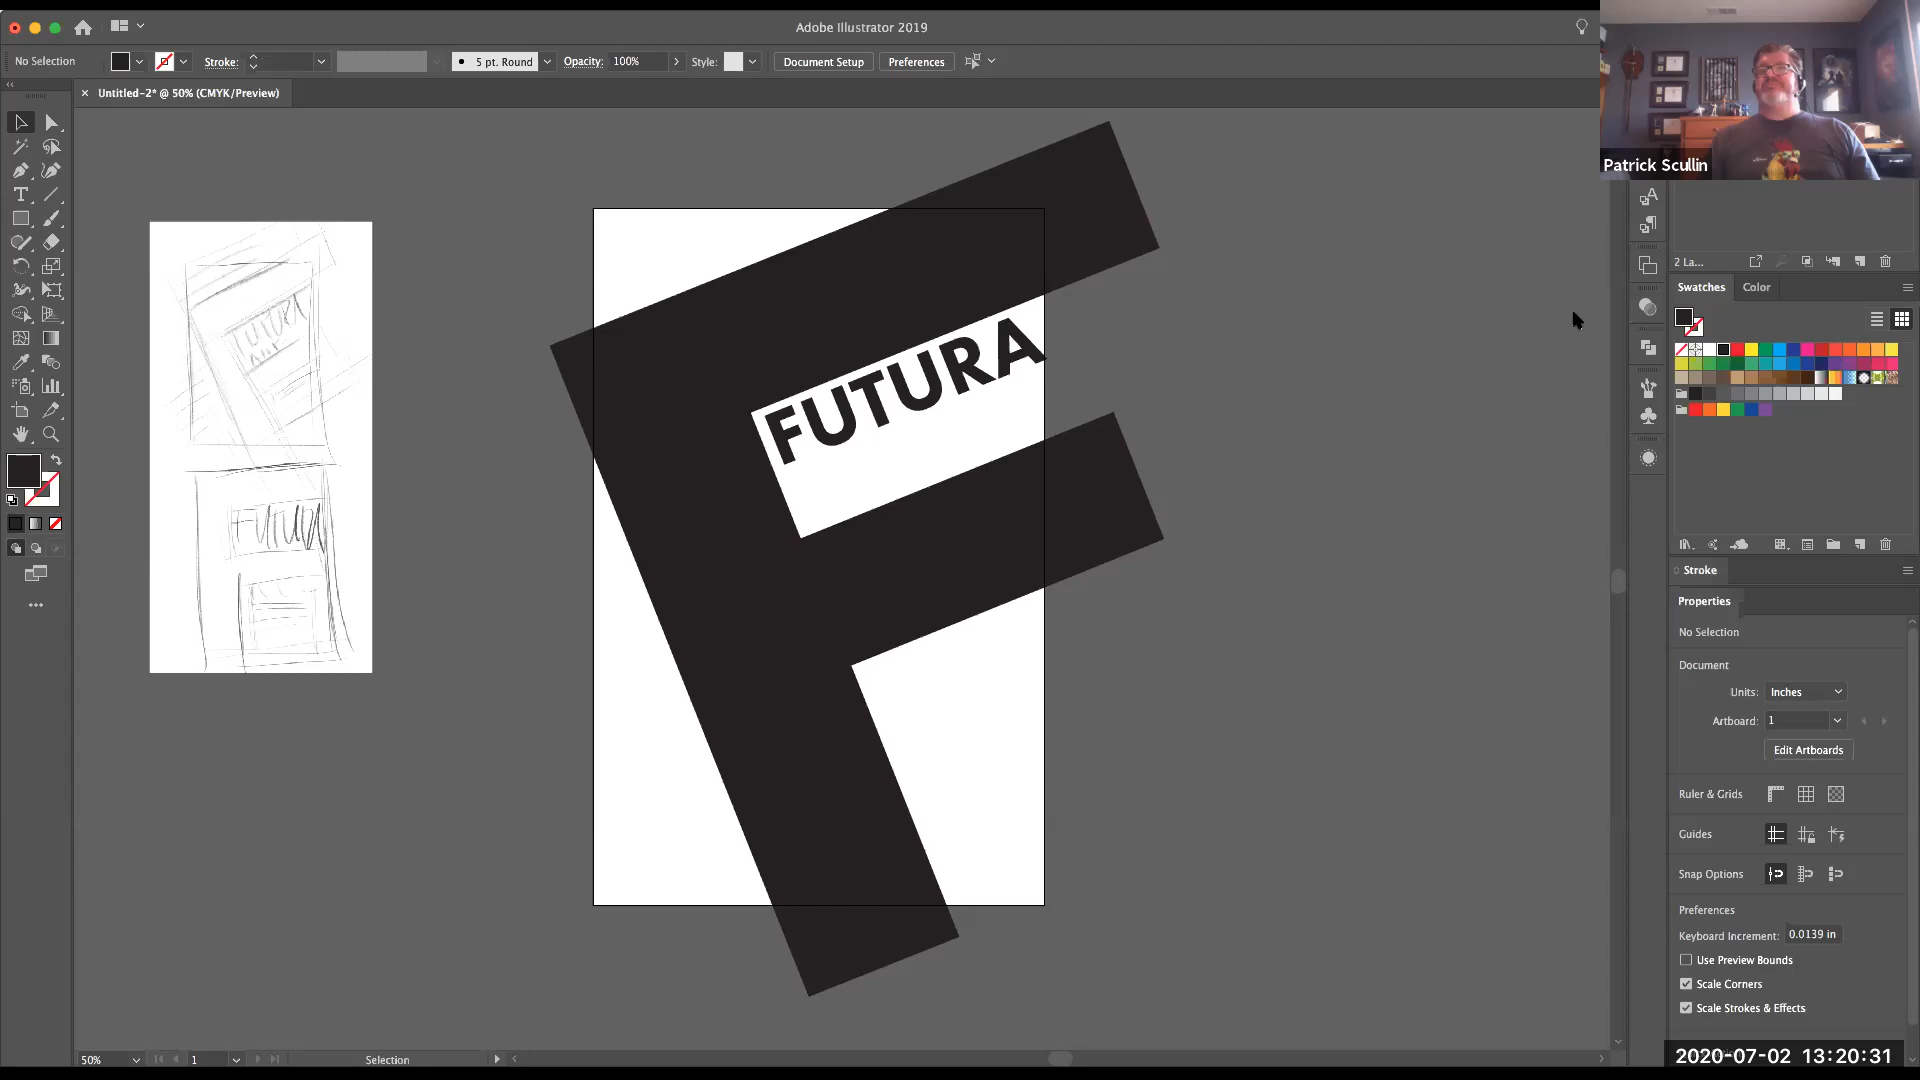 Adobe Illustrator 2019
No Selection
Stroke:
5 pt. Round
Opacity:
100%
Style:
Document Setup
Preferences
× Untitled-2* @ 50% (CMYK/Preview)
Patrick Scullin
FUTURA
FUTURA
2 La...
Swatches
Color
Stroke
Properties
No Selection
Document
Units:
Inches
Artboard:
1
Edit Artboards
Ruler & Grids
Guides
Snap Options
Preferences
Keyboard Increment:
0.0139 in
Use Preview Bounds
Scale Corners
Scale Strokes & Effects
50%
1
Selection
2020-07-02 13:20:31